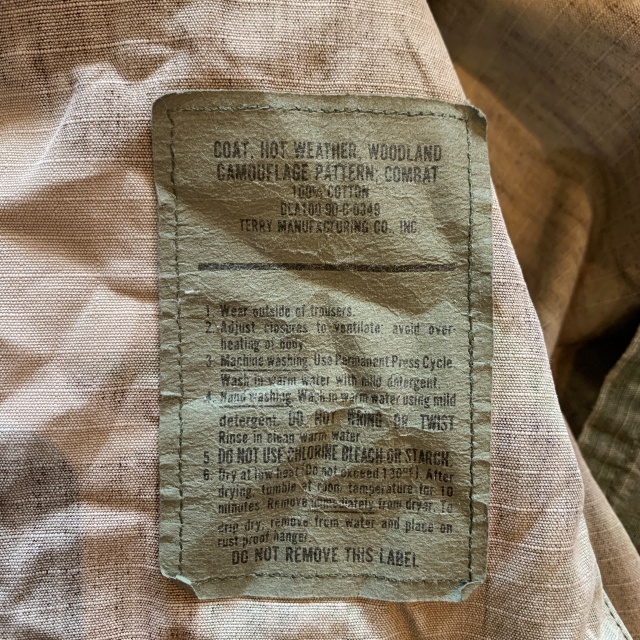 COAT, HOT WEATHER, WOODLAND
CAMOUFLAGE PATTERN, COMBAT
100% COTTON
DLA100-90-C-0349
TERRY MANUFACTURING CO., INC.
1. Wear outside of trousers.
2. Adjust closures to ventilate: avoid over-
heating of body.
3. Machine washing. Use Permanent Press Cycle.
Wash in warm water with mild detergent.
4. Hand washing. Wash in warm water using mild
detergent. DO NOT WRING OR TWIST
Rinse in clean warm water.
5. DO NOT USE CHLORINE BLEACH OR STARCH.
6. Dry at low heat (Do not exceed 130°F). After
drying, tumble at room temperature for 10
minutes. Remove immediately from dryer. To
drip dry, remove from water and place on
rust proof hanger.
DO NOT REMOVE THIS LABEL